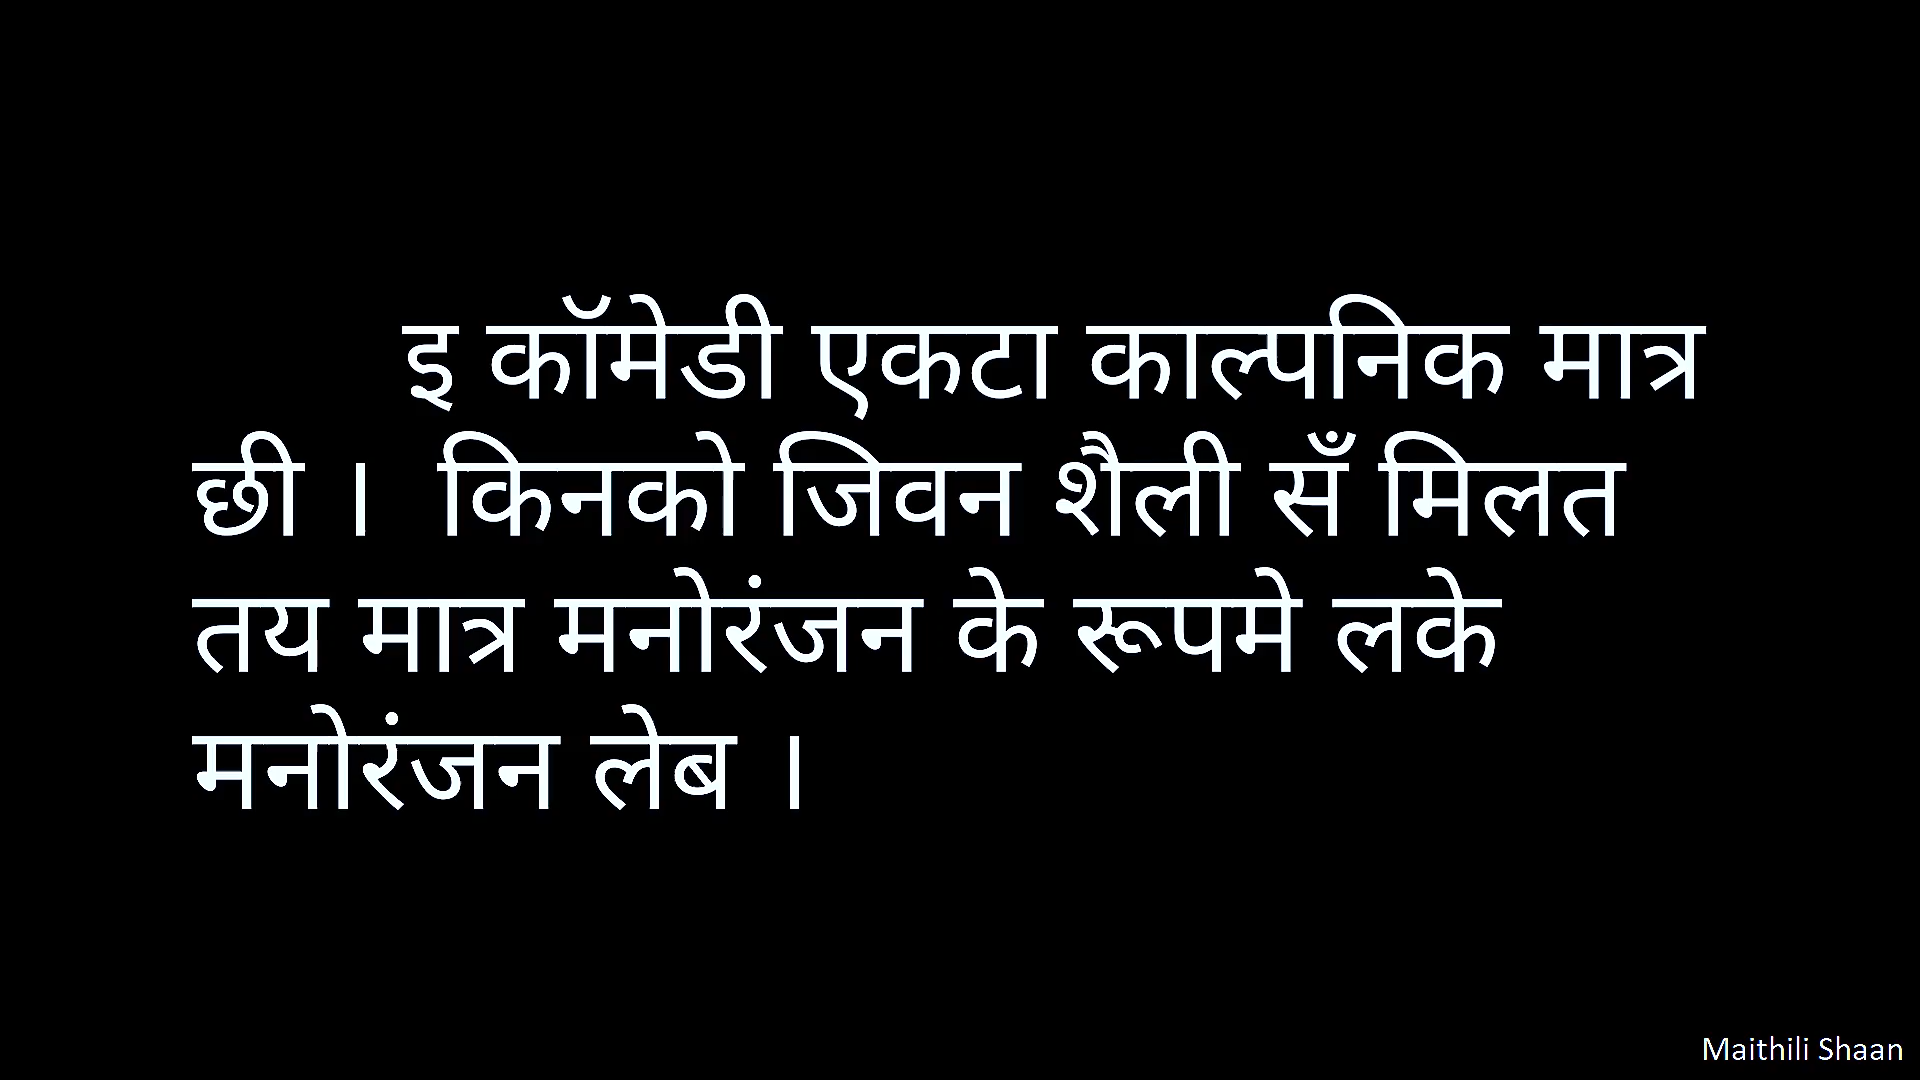 इ कॉमेडी एकटा काल्पनिक मात्र
छी । किनको जिवन शैली सँ मिलत
तय मात्र मनोरंजन के रूपमे लके
मनोरंजन लेब ।
Maithili Shaan